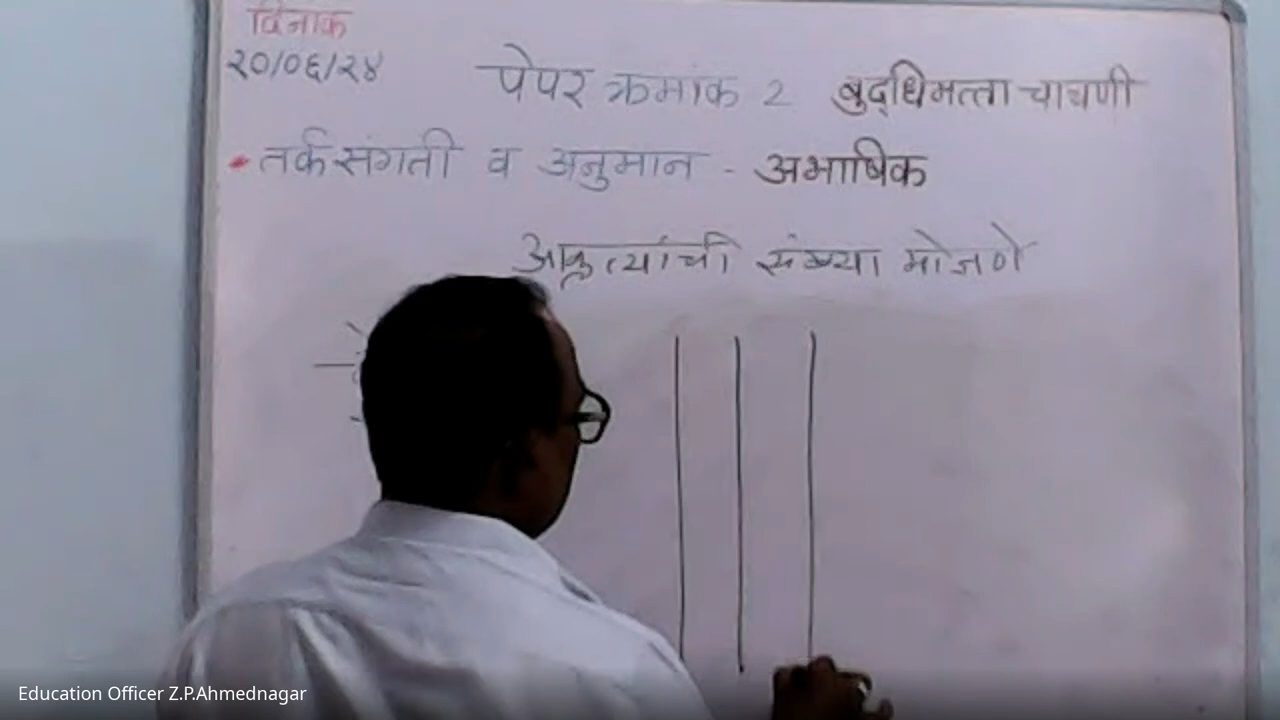 दिनांक
२०/०६/२४
पेपर क्रमांक 2 बुद्धिमत्ता चाचणी
• तर्कसंगती व अनुमान - अभाषिक
आकृत्यांची संख्या मोजणे
Education Officer Z.P.Ahmednagar